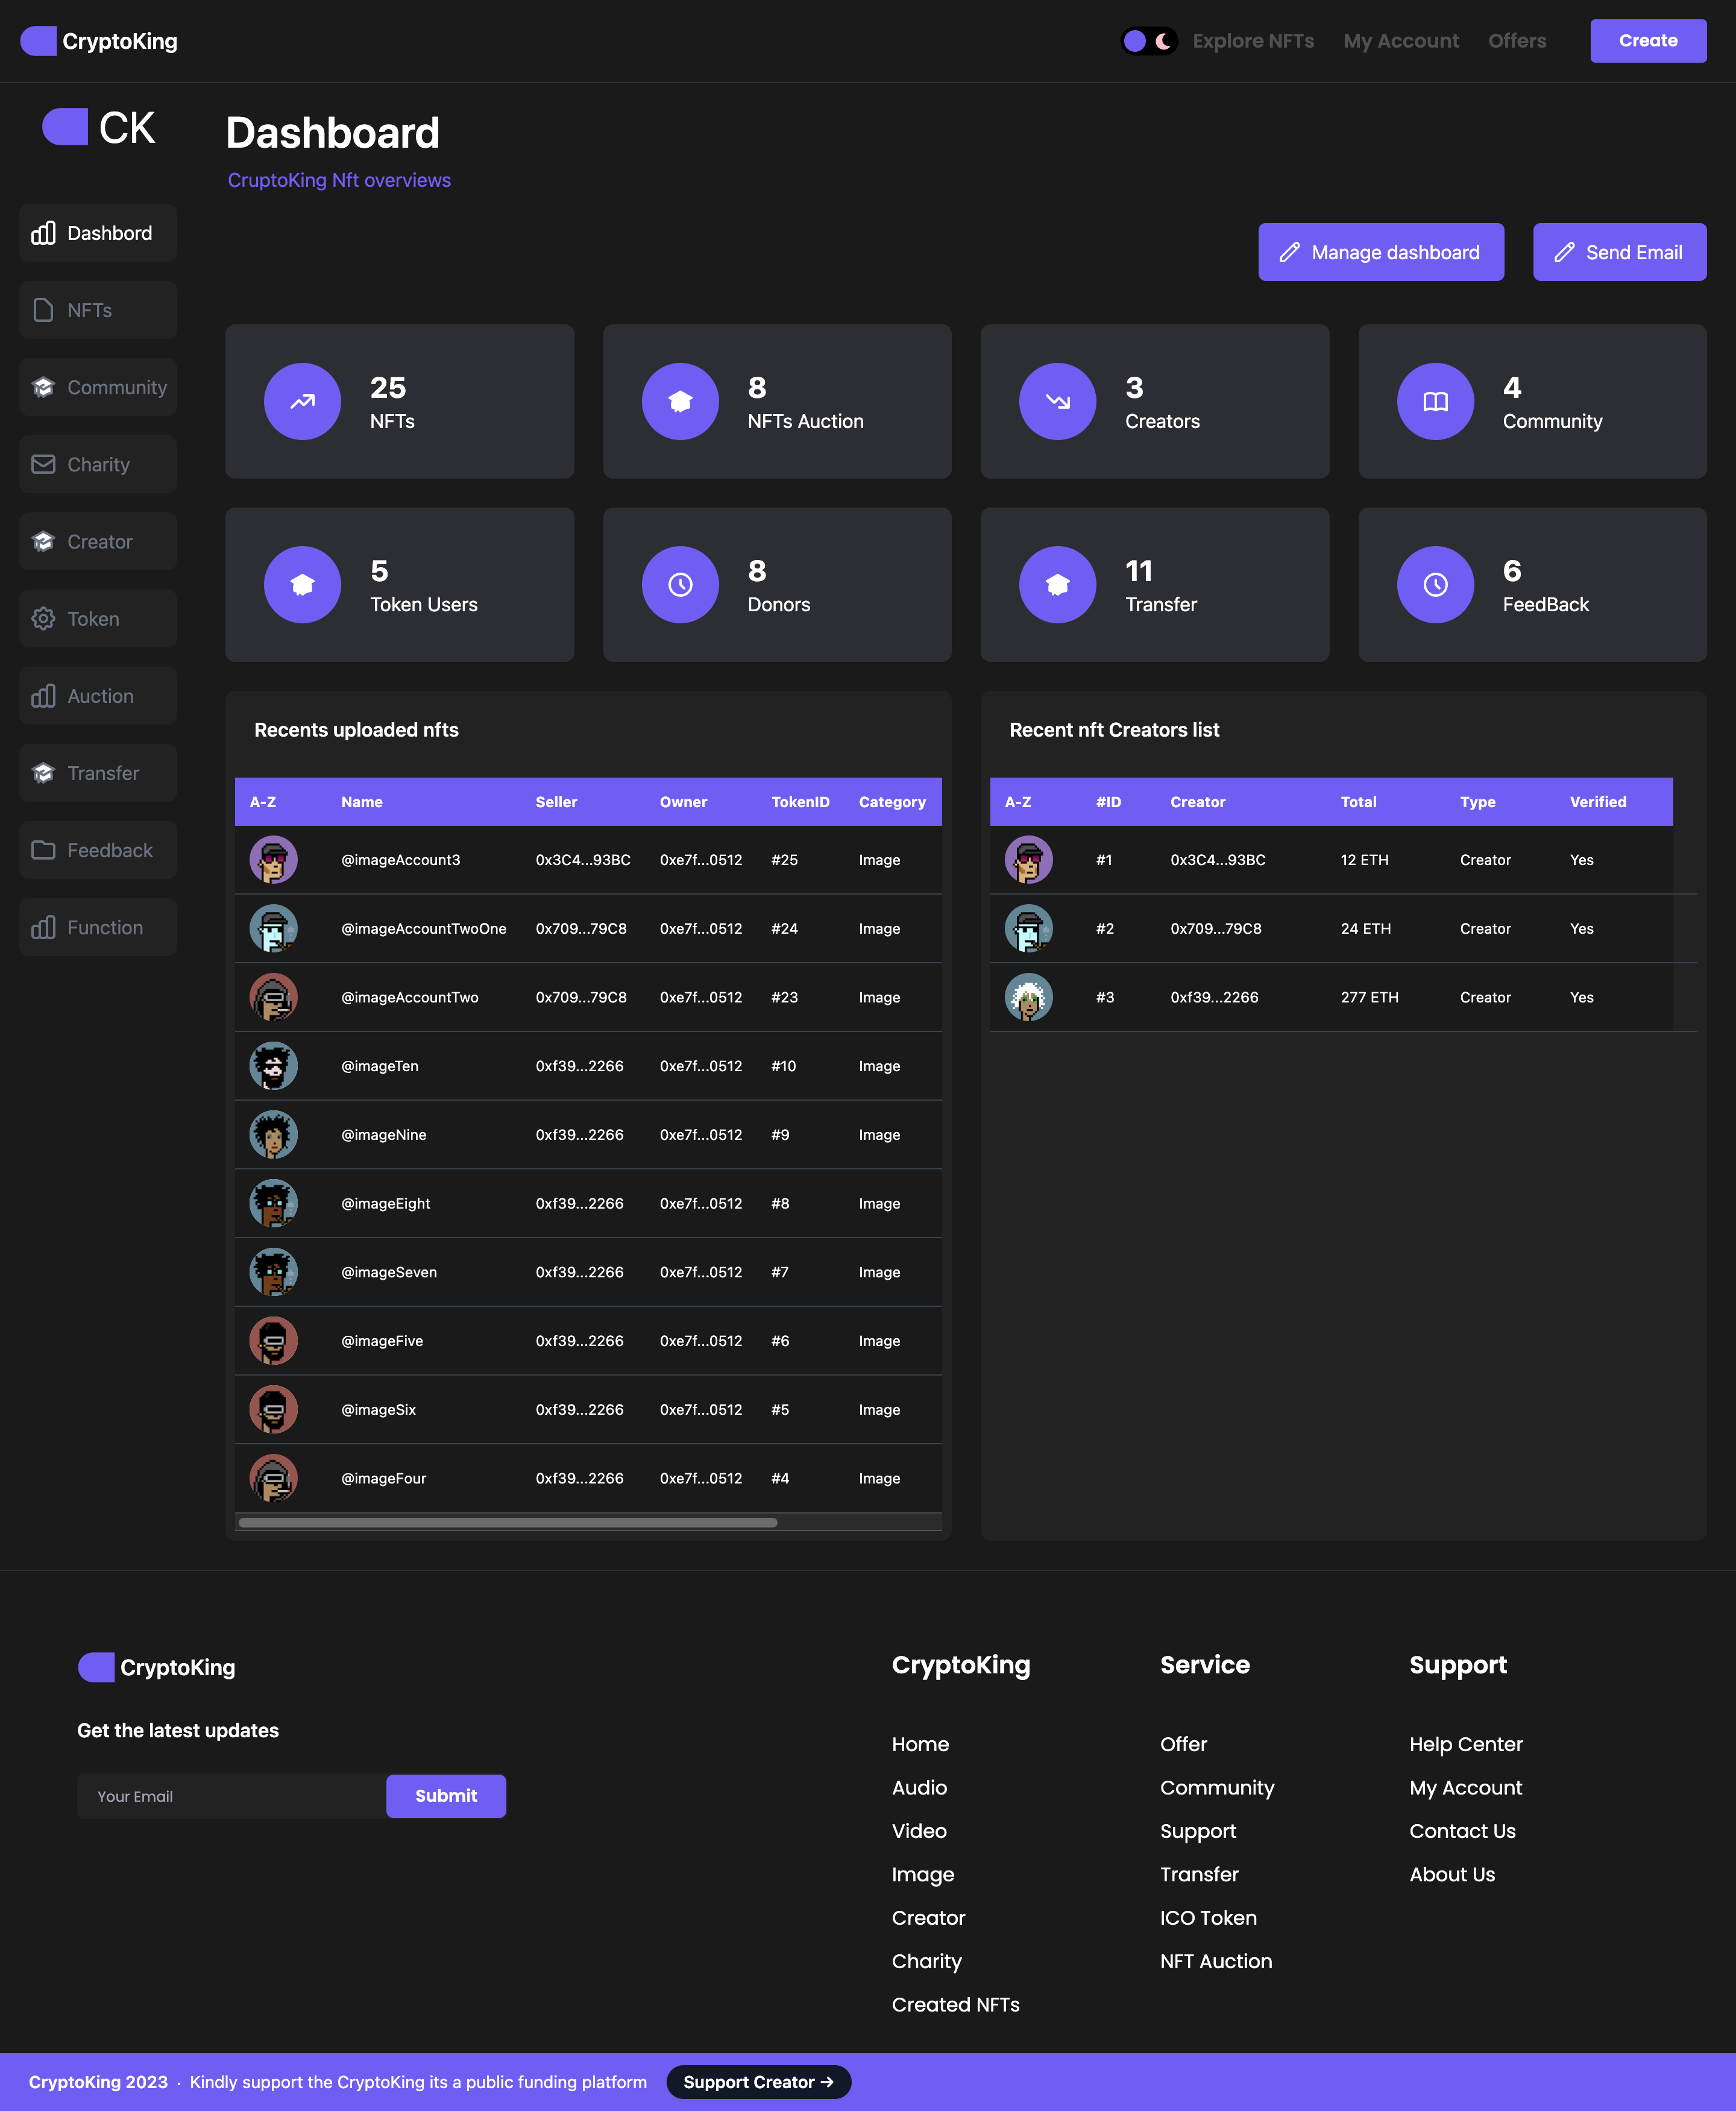 CryptoKing
Explore NFTs My Account Offers Create
CK
Dashbord
NFTs
Community
Charity
Creator
Token
Auction
Transfer
Feedback
Function
Dashboard
CruptoKing Nft overviews
Manage dashboard Send Email
25
NFTs
8
NFTs Auction
3
Creators
4
Community
5
Token Users
8
Donors
11
Transfer
6
FeedBack
Recents uploaded nfts
A-Z Name Seller Owner TokenID Category
@imageAccount3 0x3C4...93BC 0xe7f...0512 #25 Image
@imageAccountTwoOne 0x709...79C8 0xe7f...0512 #24 Image
@imageAccountTwo 0x709...79C8 0xe7f...0512 #23 Image
@imageTen 0xf39...2266 0xe7f...0512 #10 Image
@imageNine 0xf39...2266 0xe7f...0512 #9 Image
@imageEight 0xf39...2266 0xe7f...0512 #8 Image
@imageSeven 0xf39...2266 0xe7f...0512 #7 Image
@imageFive 0xf39...2266 0xe7f...0512 #6 Image
@imageSix 0xf39...2266 0xe7f...0512 #5 Image
@imageFour 0xf39...2266 0xe7f...0512 #4 Image
Recent nft Creators list
A-Z #ID Creator Total Type Verified
#1 0x3C4...93BC 12 ETH Creator Yes
#2 0x709...79C8 24 ETH Creator Yes
#3 0xf39...2266 277 ETH Creator Yes
CryptoKing
Get the latest updates
Your Email Submit
CryptoKing
Home
Audio
Video
Image
Creator
Charity
Created NFTs
Service
Offer
Community
Support
Transfer
ICO Token
NFT Auction
Support
Help Center
My Account
Contact Us
About Us
CryptoKing 2023 · Kindly support the CryptoKing its a public funding platform Support Creator →